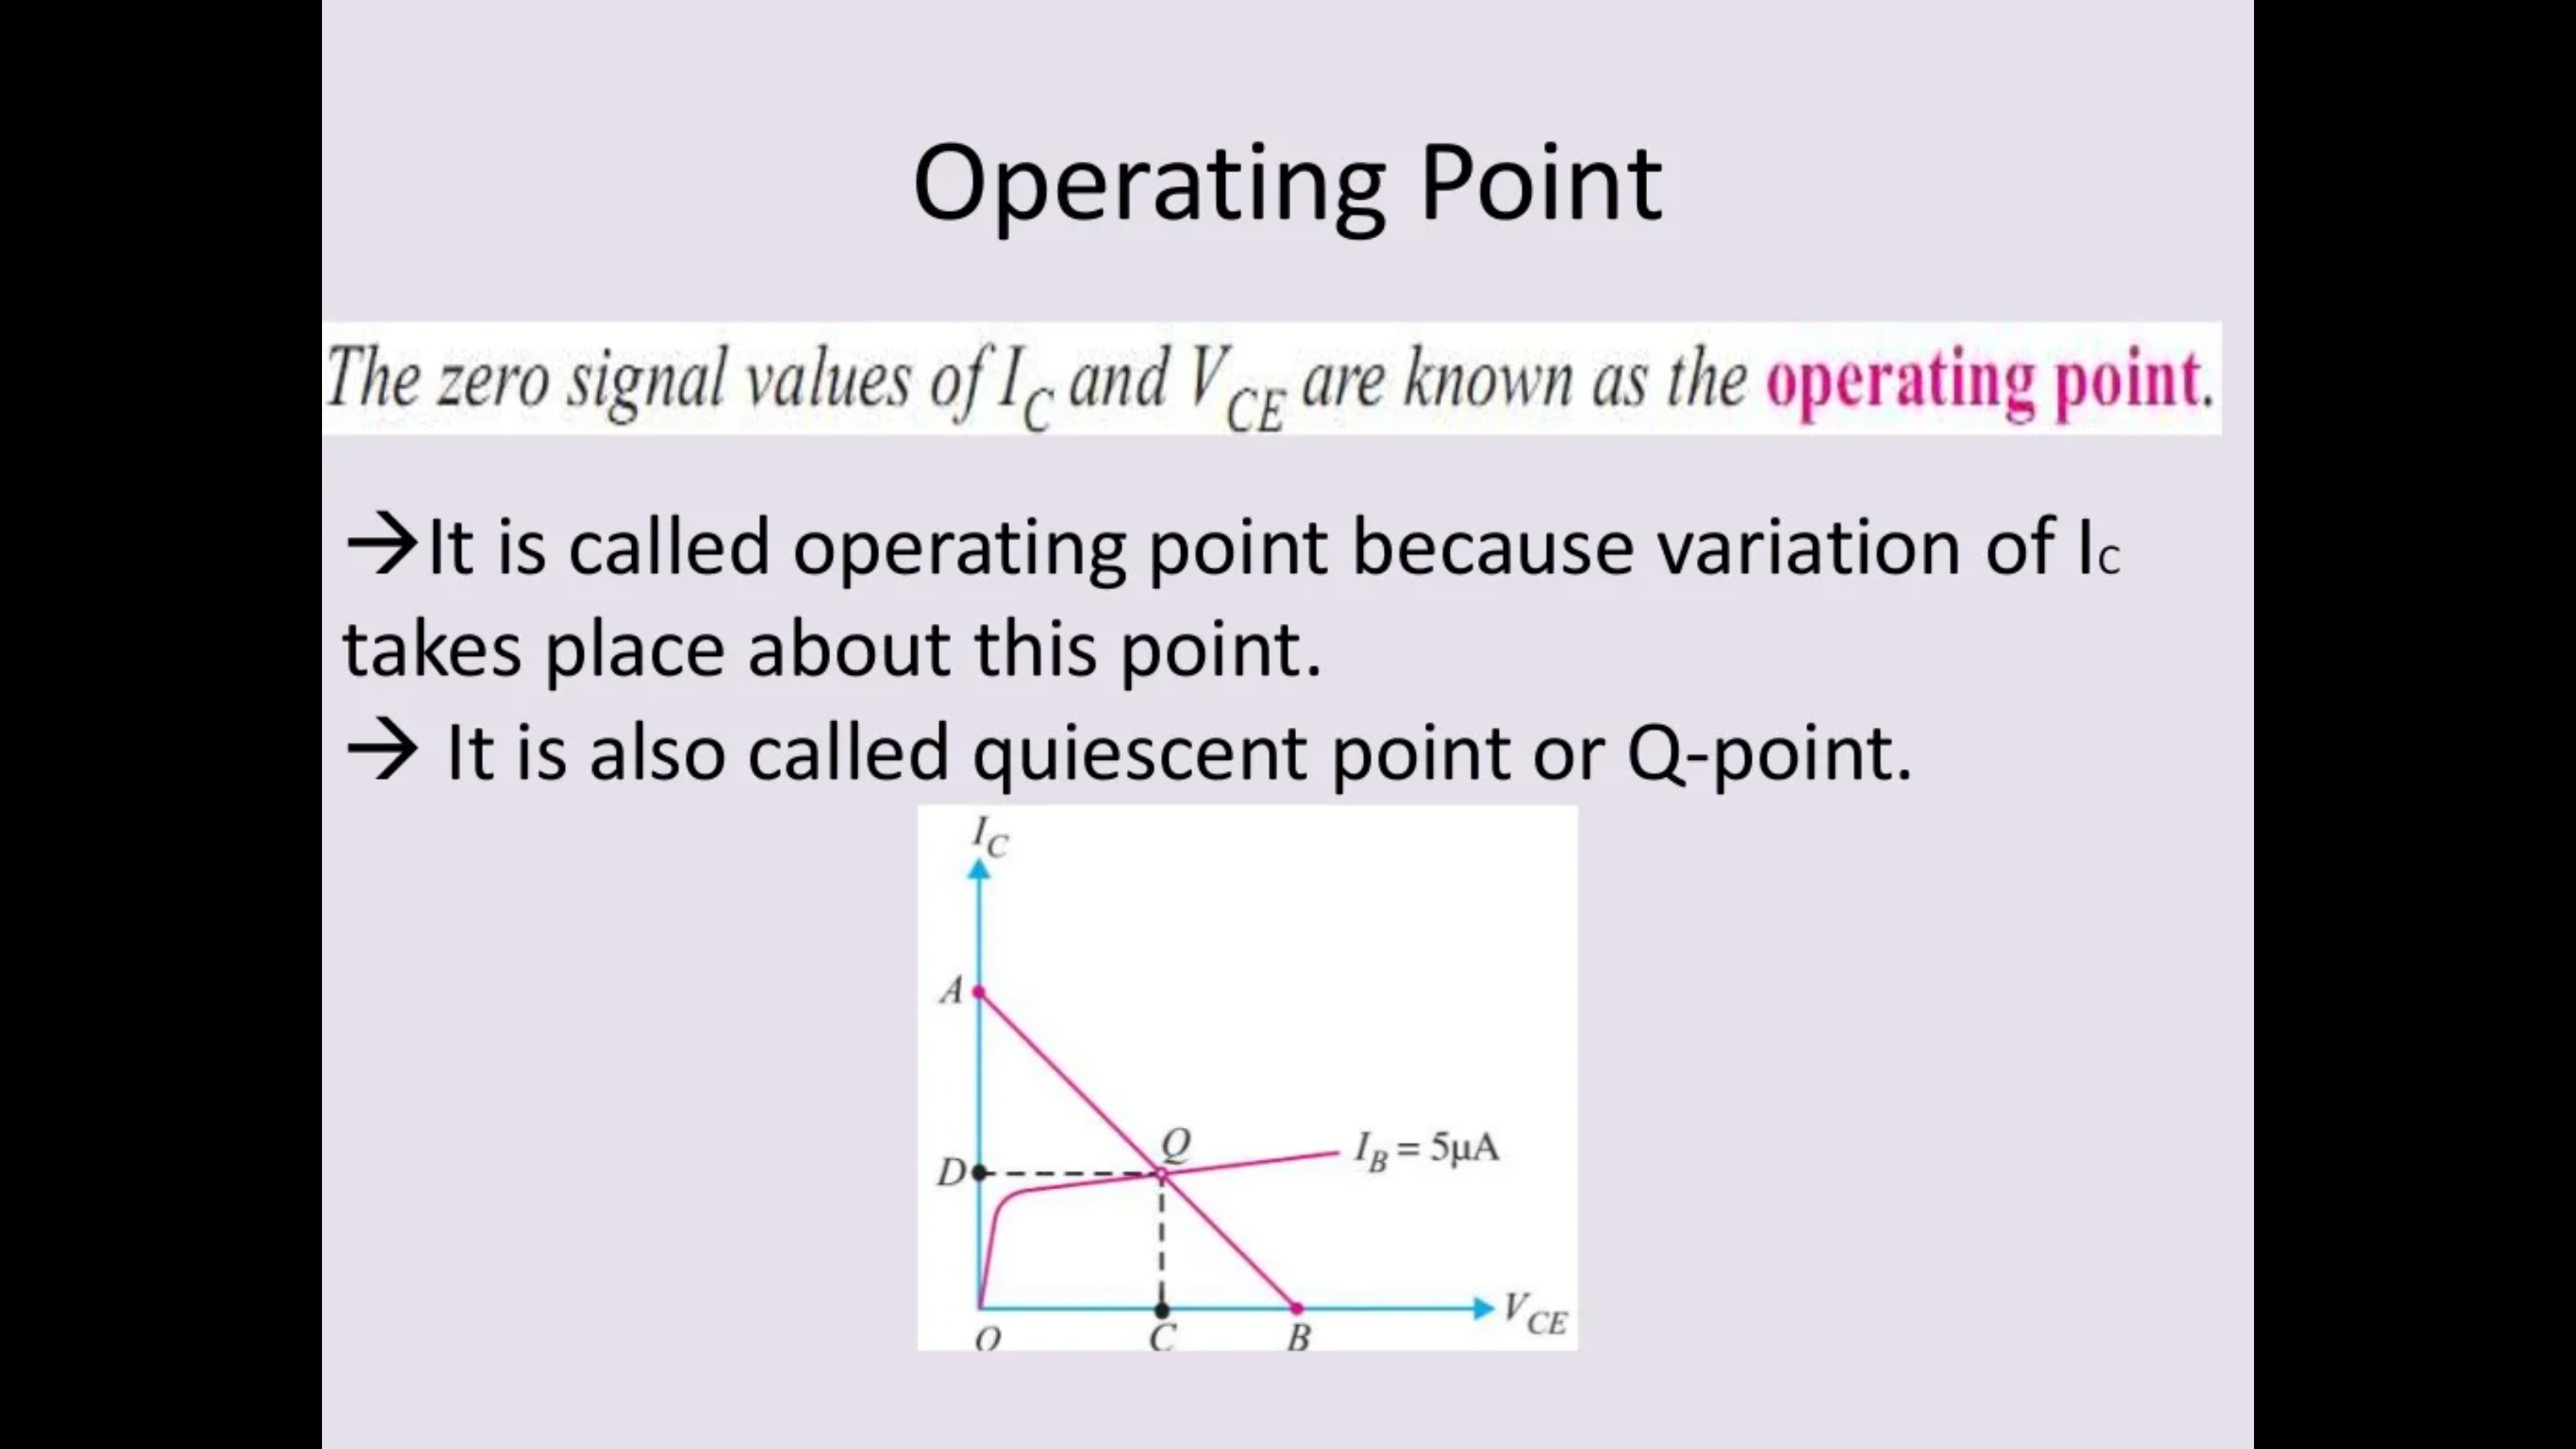 Operating Point
The zero signal values of I_C and V_CE are known as the operating point.
→It is called operating point because variation of Ic
takes place about this point.
→ It is also called quiescent point or Q-point.
I_C
A
Q
I_B = 5µA
D
V_CE
O
C
B